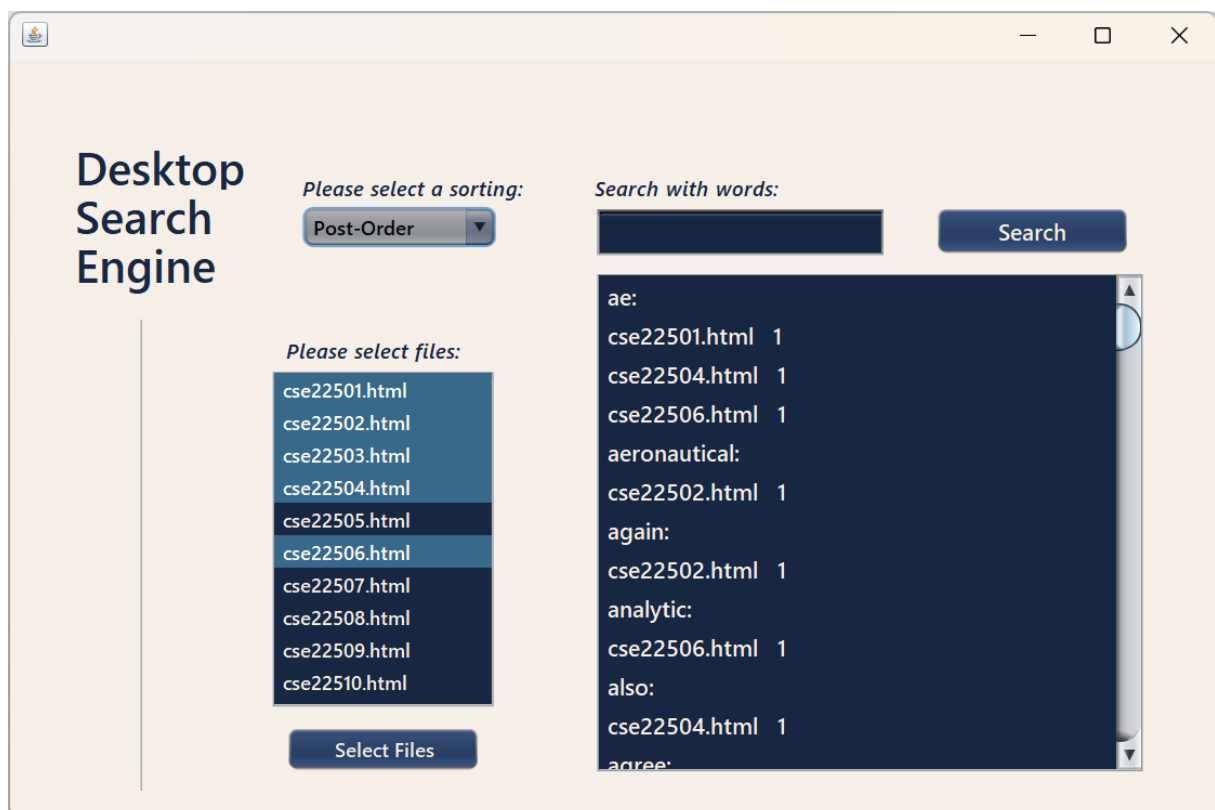 Desktop
Search
Engine
Please select a sorting:
Post-Order
Please select files:
cse22501.html
cse22502.html
cse22503.html
cse22504.html
cse22505.html
cse22506.html
cse22507.html
cse22508.html
cse22509.html
cse22510.html
Select Files
Search with words:
Search
ae:
cse22501.html 1
cse22504.html 1
cse22506.html 1
aeronautical:
cse22502.html 1
again:
cse22502.html 1
analytic:
cse22506.html 1
also:
cse22504.html 1
agree: